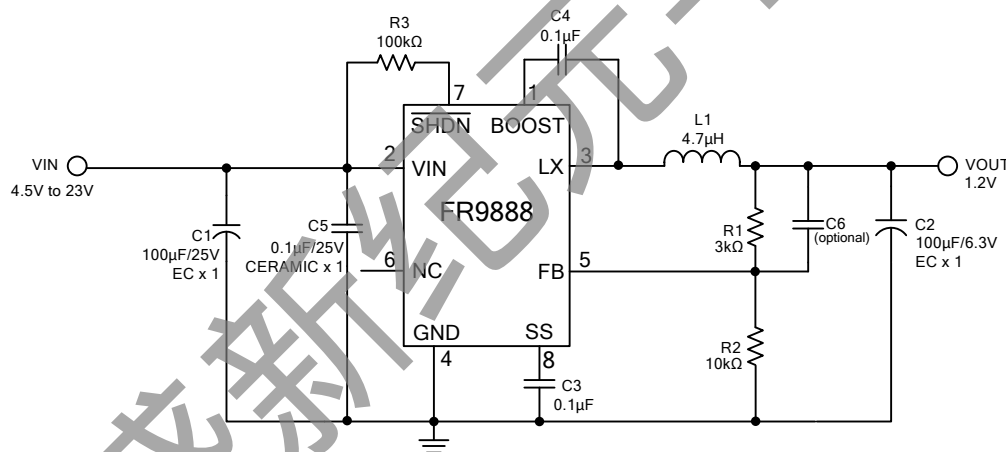 R3
100kΩ
C4
0.1µF
7
1
SHDN
BOOST
L1
4.7µH
VIN
4.5V to 23V
2
VIN
LX
3
VOUT
1.2V
FR9888
C1
100µF/25V
EC x 1
C5
0.1µF/25V
CERAMIC x 1
R1
3kΩ
C6
(optional)
C2
100µF/6.3V
EC x 1
6
NC
FB
5
GND
SS
4
8
R2
10kΩ
C3
0.1µF
新纪元